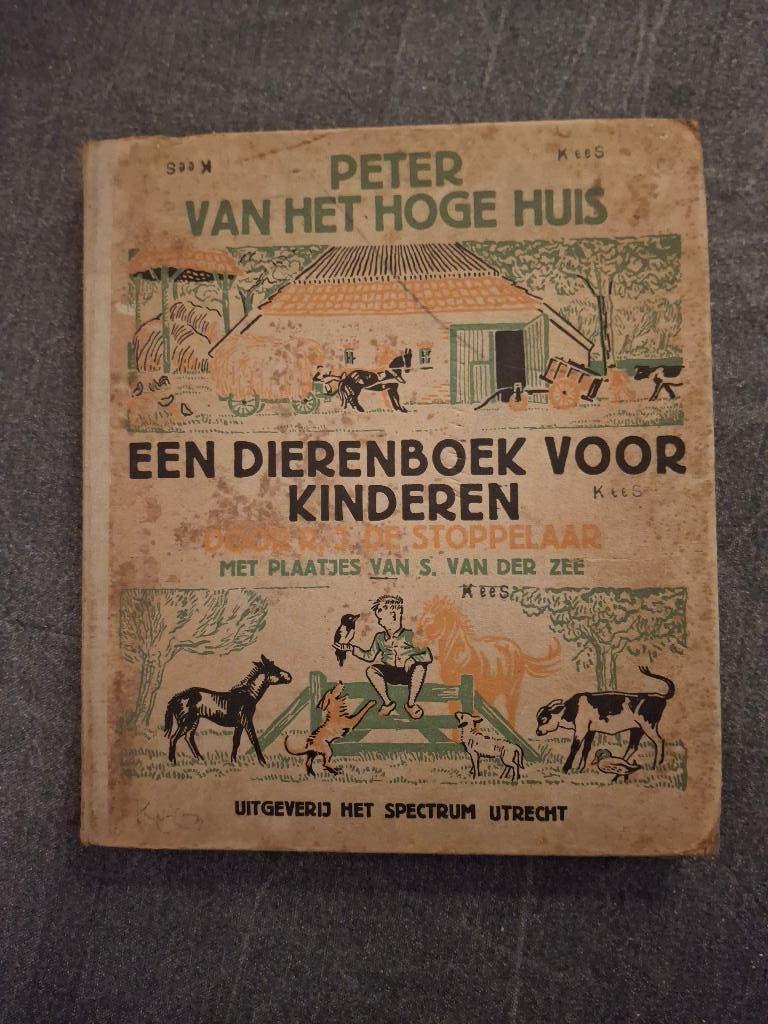 Kees
Kees
PETER
VAN HET HOGE HUIS
EEN DIERENBOEK VOOR
KINDEREN
Kees
DOOR R. J. DE STOPPELAAR
MET PLAATJES VAN S. VAN DER ZEE
Kees
UITGEVERIJ HET SPECTRUM UTRECHT